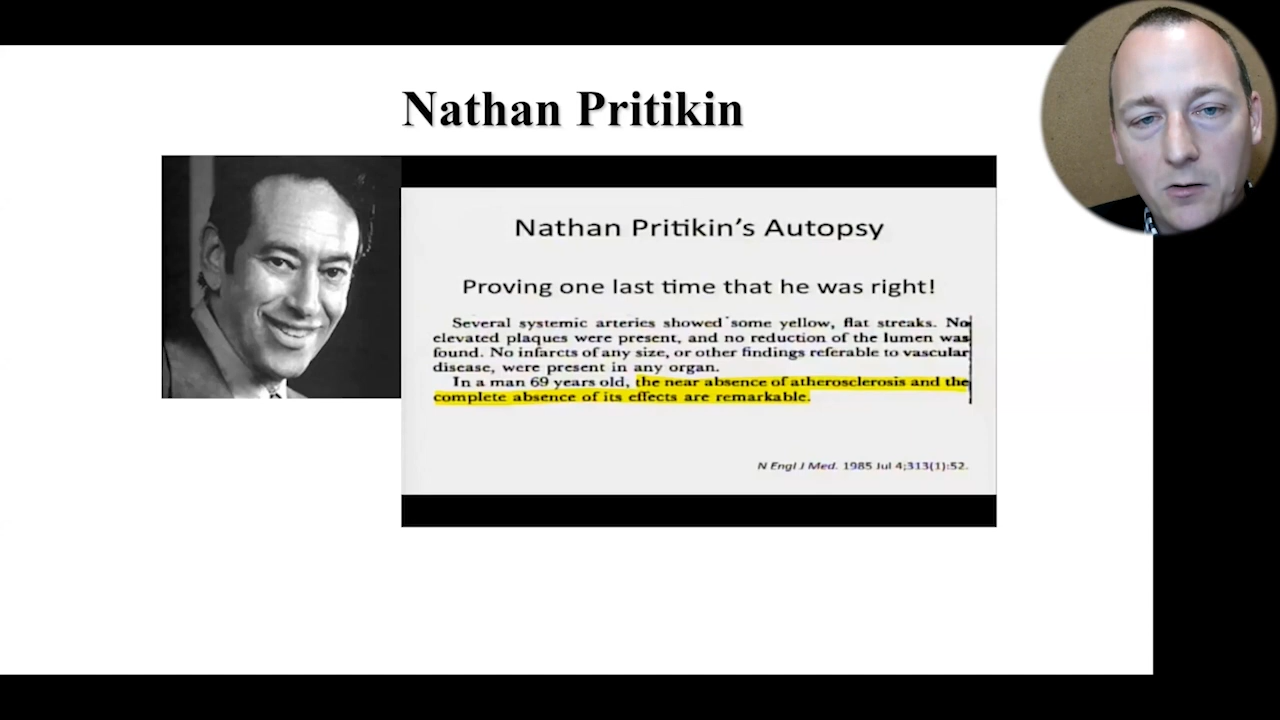 Nathan Pritikin
Nathan Pritikin's Autopsy
Proving one last time that he was right!
Several systemic arteries showed some yellow, flat streaks. No
elevated plaques were present, and no reduction of the lumen was
found. No infarcts of any size, or other findings referable to vascular
disease, were present in any organ.
In a man 69 years old, the near absence of atherosclerosis and the
complete absence of its effects are remarkable.
N Engl J Med. 1985 Jul 4;313(1):52.